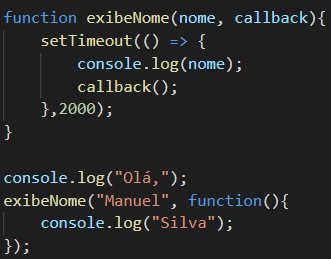 function exibeNome(nome, callback){
    setTimeout(() => {
        console.log(nome);
        callback();
    },2000);
}

console.log("Olá,");
exibeNome("Manuel", function(){
    console.log("Silva");
});